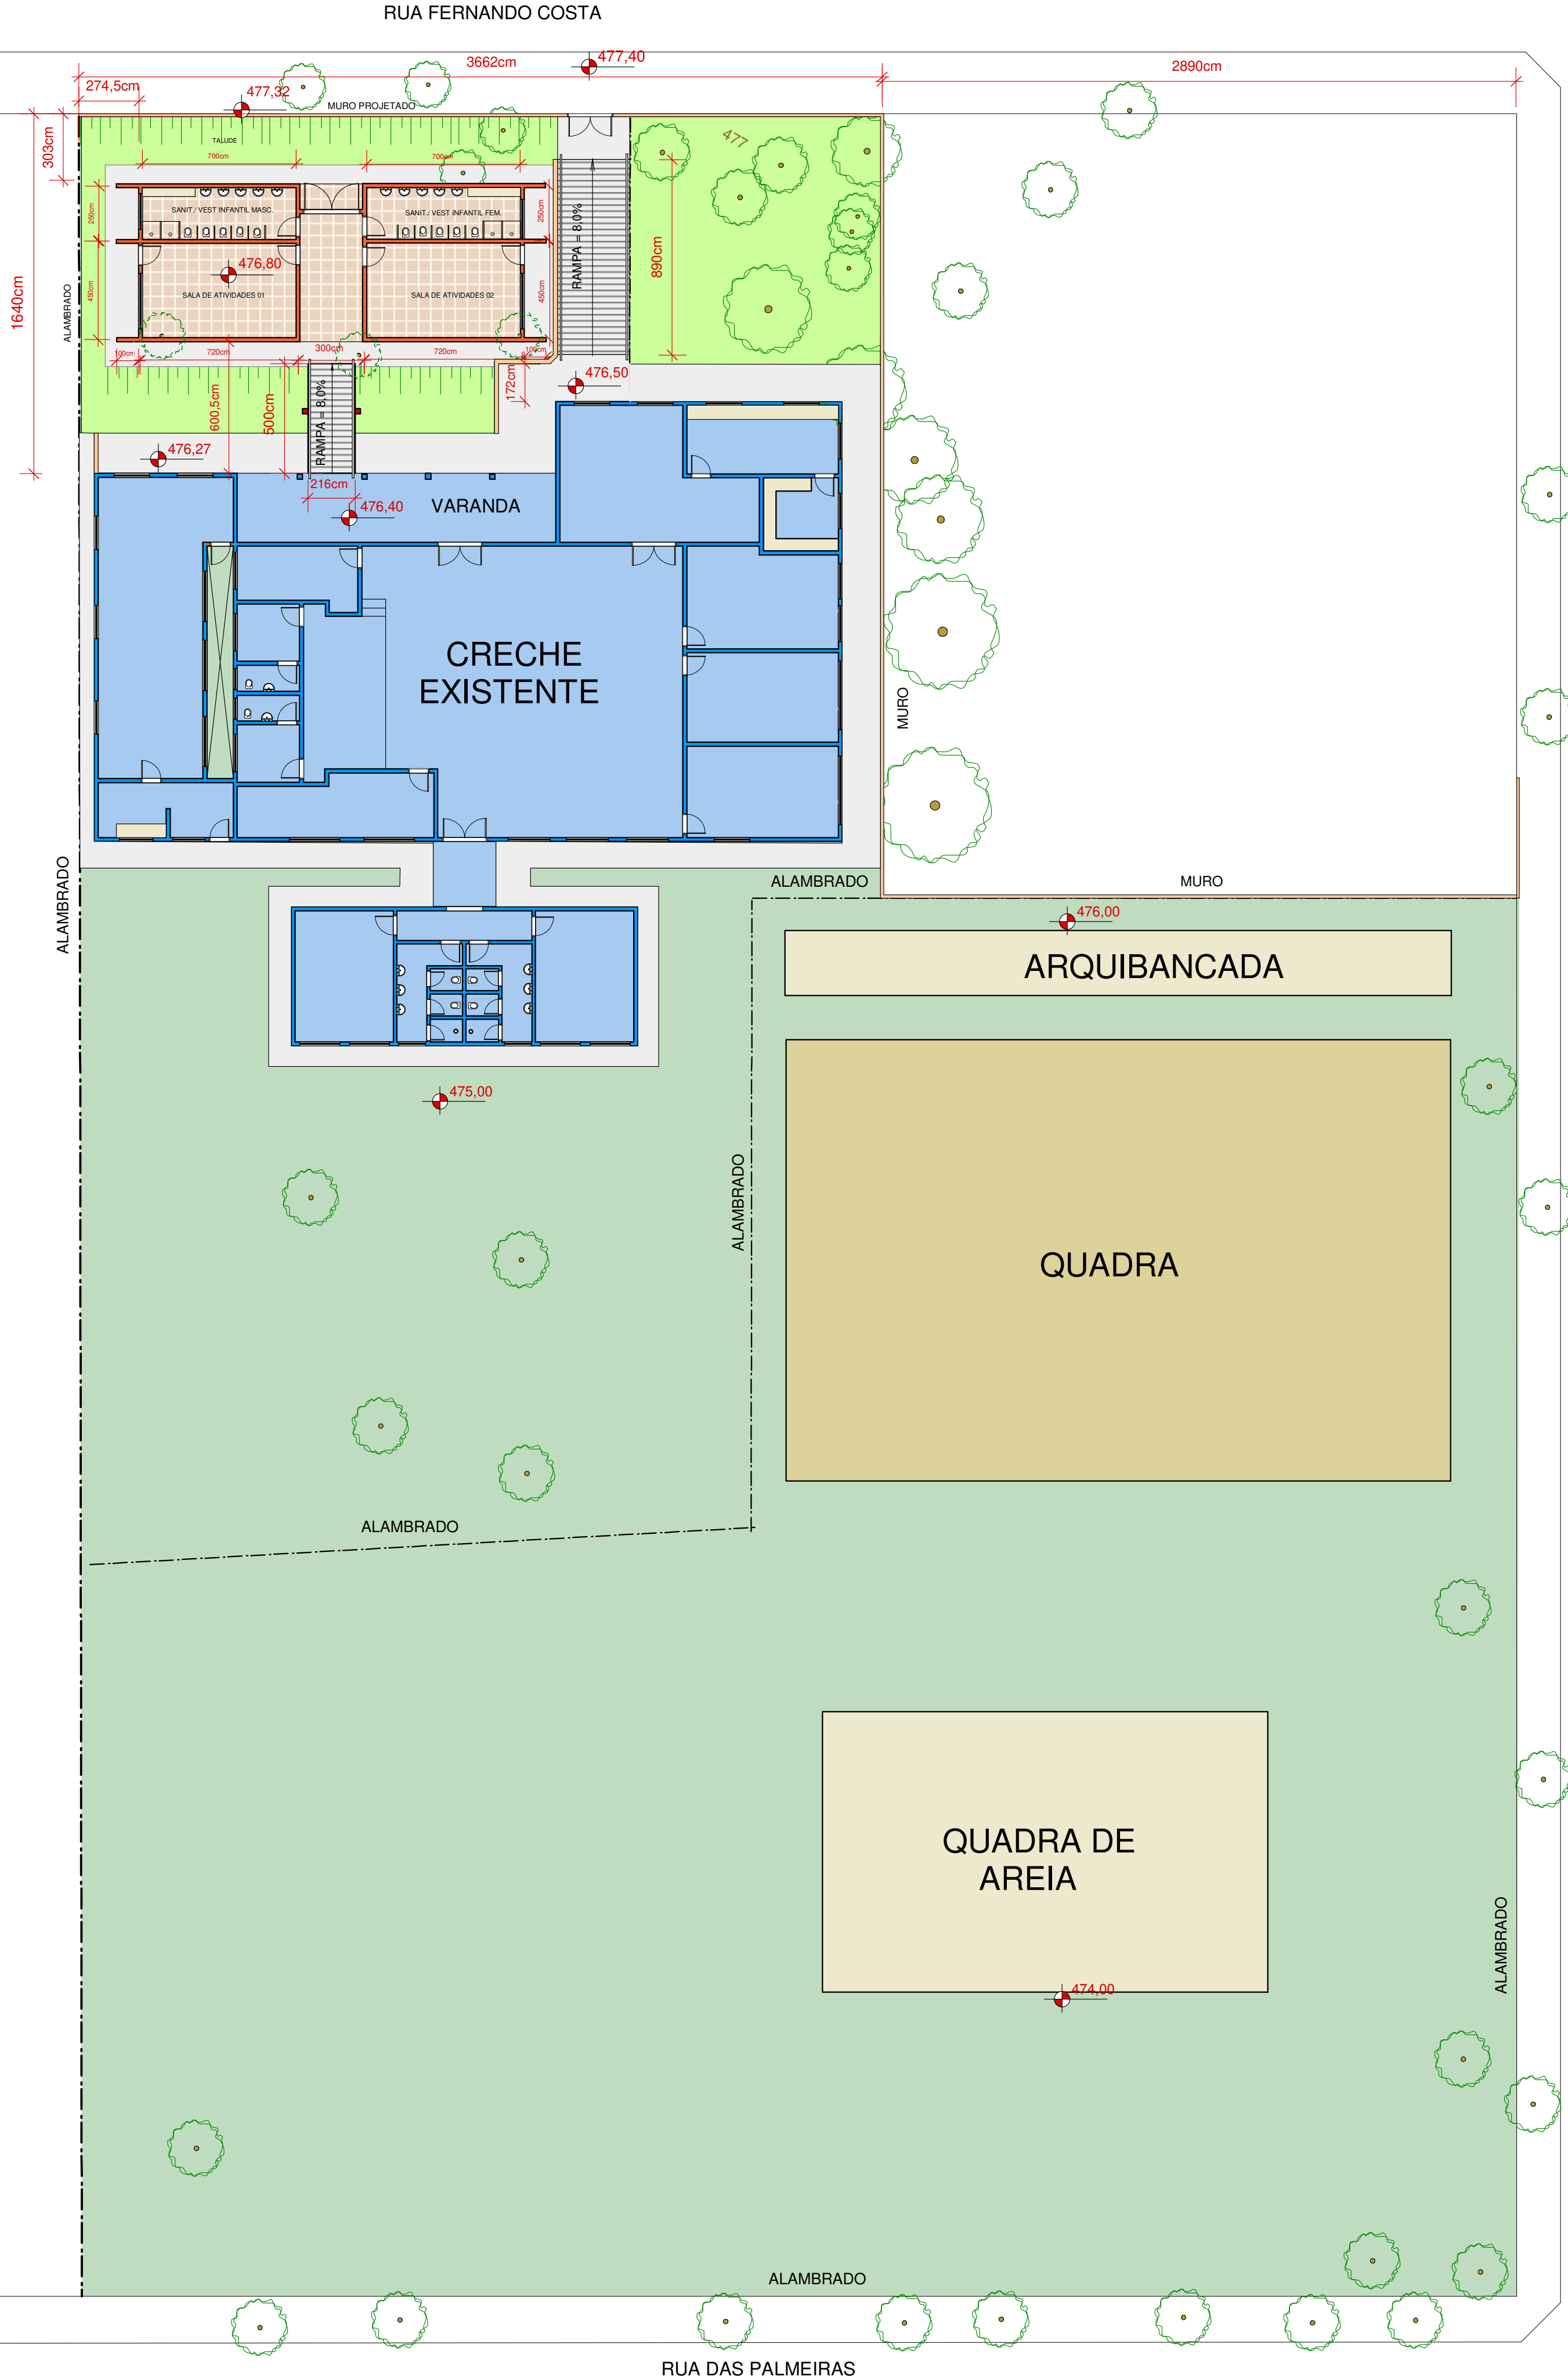 RUA FERNANDO COSTA
477,40
3662cm
2890cm
274,5cm
477,32
MURO PROJETADO
303cm
TALUDE
477
700cm
700cm
250cm
SANIT./ VEST INFANTIL MASC.
SANIT./ VEST INFANTIL FEM.
250cm
RAMPA = 8,0%
890cm
476,80
1640cm
ALAMBRADO
450cm
SALA DE ATIVIDADES 01
SALA DE ATIVIDADES 02
450cm
100cm
720cm
300cm
720cm
100cm
172cm
476,50
600,5cm
500cm
RAMPA = 8,0%
476,27
216cm
476,40
VARANDA
CRECHE
EXISTENTE
MURO
ALAMBRADO
ALAMBRADO
MURO
476,00
ARQUIBANCADA
475,00
ALAMBRADO
QUADRA
ALAMBRADO
QUADRA DE
AREIA
ALAMBRADO
474,00
ALAMBRADO
RUA DAS PALMEIRAS